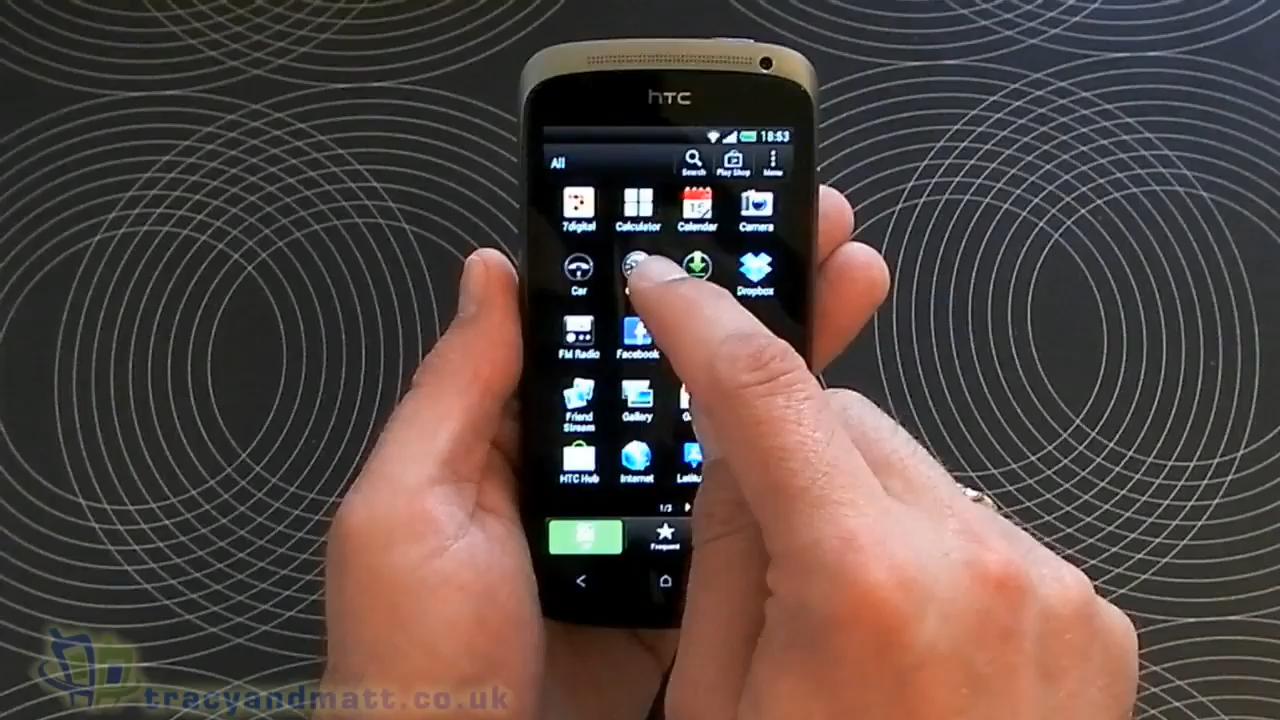 hTC
18:53
All
Search Play Shop Menu
7digital Calculator Calendar Camera
15
Car Dropbox
FM Radio Facebook
Friend Stream Gallery
HTC Hub Internet
1/3
Frequent
tracyandmatt.co.uk